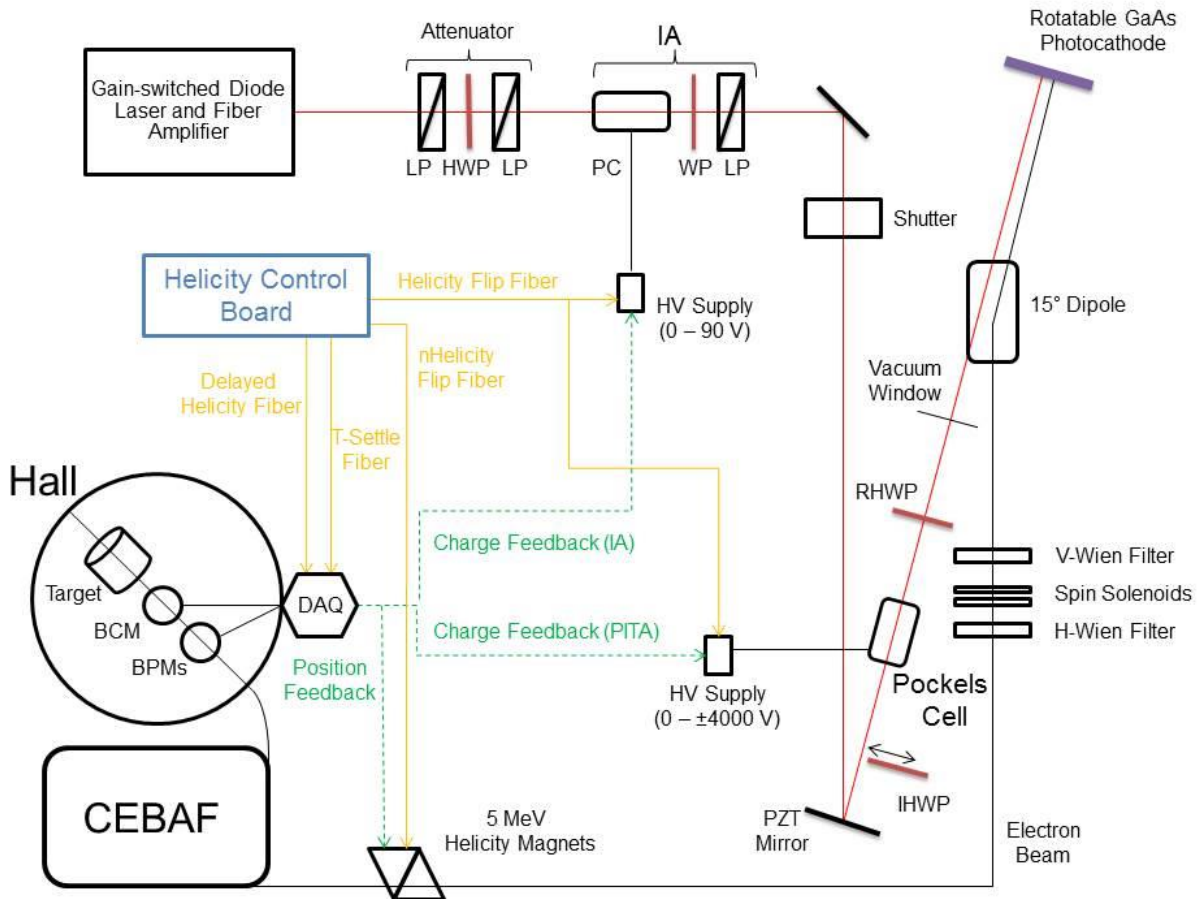 Attenuator
IA
Rotatable GaAs
Photocathode
Gain-switched Diode
Laser and Fiber
Amplifier
LP
HWP
LP
PC
WP
LP
Shutter
Helicity Control
Board
Helicity Flip Fiber
HV Supply
(0 – 90 V)
15° Dipole
nHelicity
Flip Fiber
Delayed
Helicity Fiber
Vacuum
Window
T-Settle
Fiber
Hall
RHWP
Charge Feedback (IA)
V-Wien Filter
Target
DAQ
Spin Solenoids
BCM
Charge Feedback (PITA)
H-Wien Filter
BPMs
Position
Feedback
Pockels
Cell
HV Supply
(0 – ±4000 V)
CEBAF
IHWP
5 MeV
Helicity Magnets
PZT
Mirror
Electron
Beam